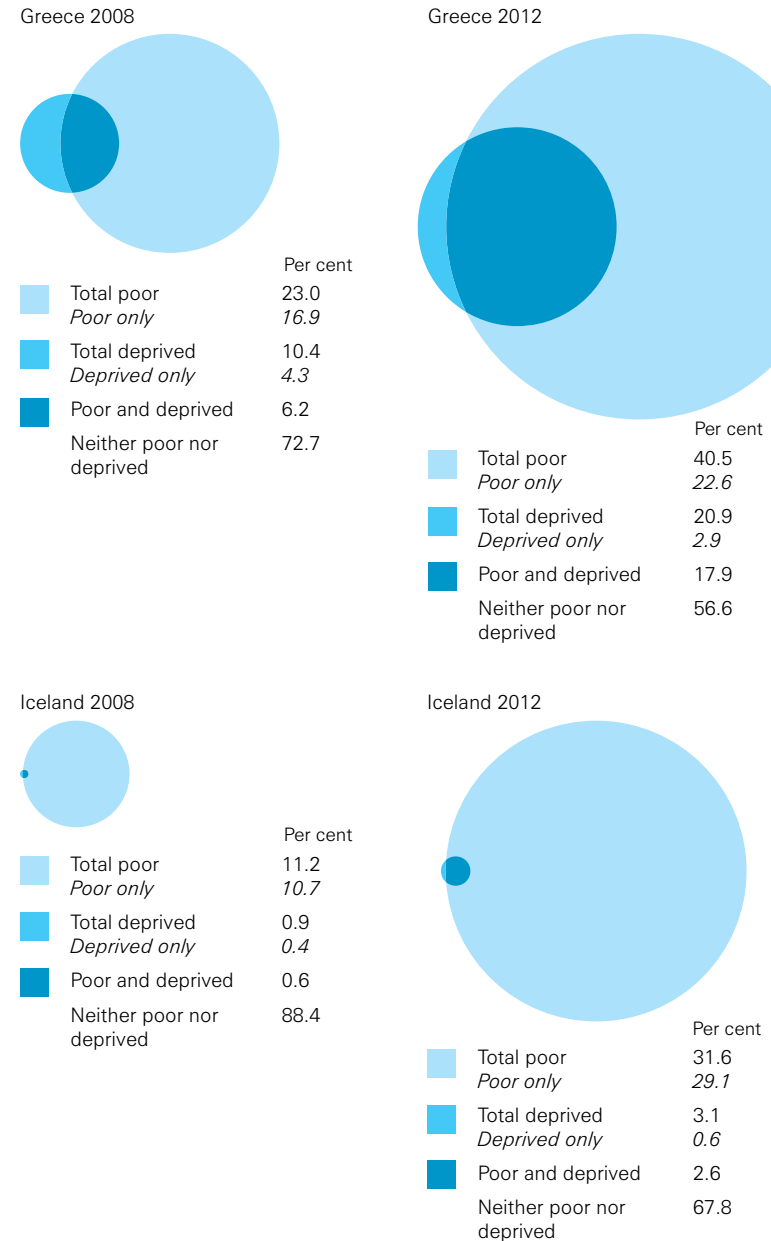 Greece 2008
Per cent
Total poor 23.0
Poor only 16.9
Total deprived 10.4
Deprived only 4.3
Poor and deprived 6.2
Neither poor nor 72.7
deprived
Greece 2012
Per cent
Total poor 40.5
Poor only 22.6
Total deprived 20.9
Deprived only 2.9
Poor and deprived 17.9
Neither poor nor 56.6
deprived
Iceland 2008
Per cent
Total poor 11.2
Poor only 10.7
Total deprived 0.9
Deprived only 0.4
Poor and deprived 0.6
Neither poor nor 88.4
deprived
Iceland 2012
Per cent
Total poor 31.6
Poor only 29.1
Total deprived 3.1
Deprived only 0.6
Poor and deprived 2.6
Neither poor nor 67.8
deprived